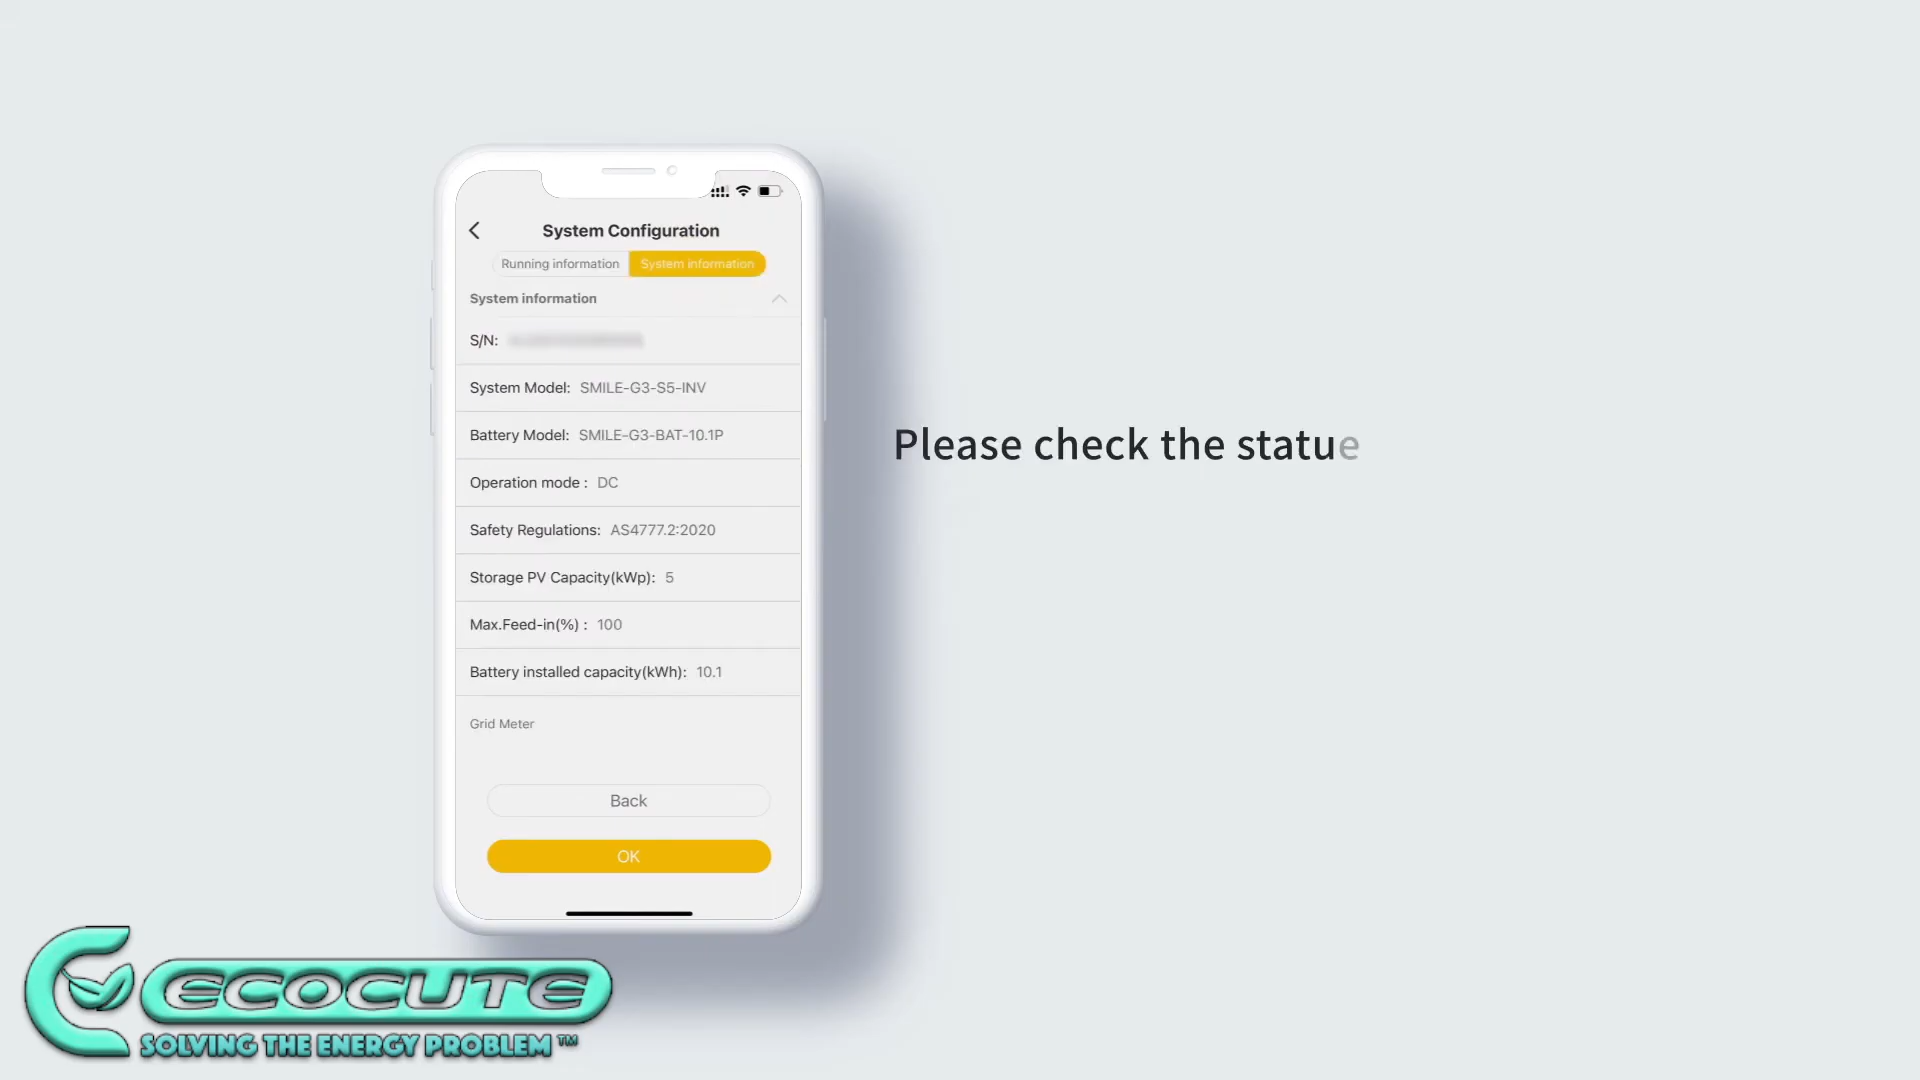 System Configuration
Running information System information
System information
S/N:
System Model: SMILE-G3-S5-INV
Battery Model: SMILE-G3-BAT-10.1P
Operation mode : DC
Safety Regulations: AS4777.2:2020
Storage PV Capacity(kWp): 5
Max.Feed-in(%) : 100
Battery installed capacity(kWh): 10.1
Grid Meter
Back
OK
Please check the statue
ECOCUTE
SOLVING THE ENERGY PROBLEM™